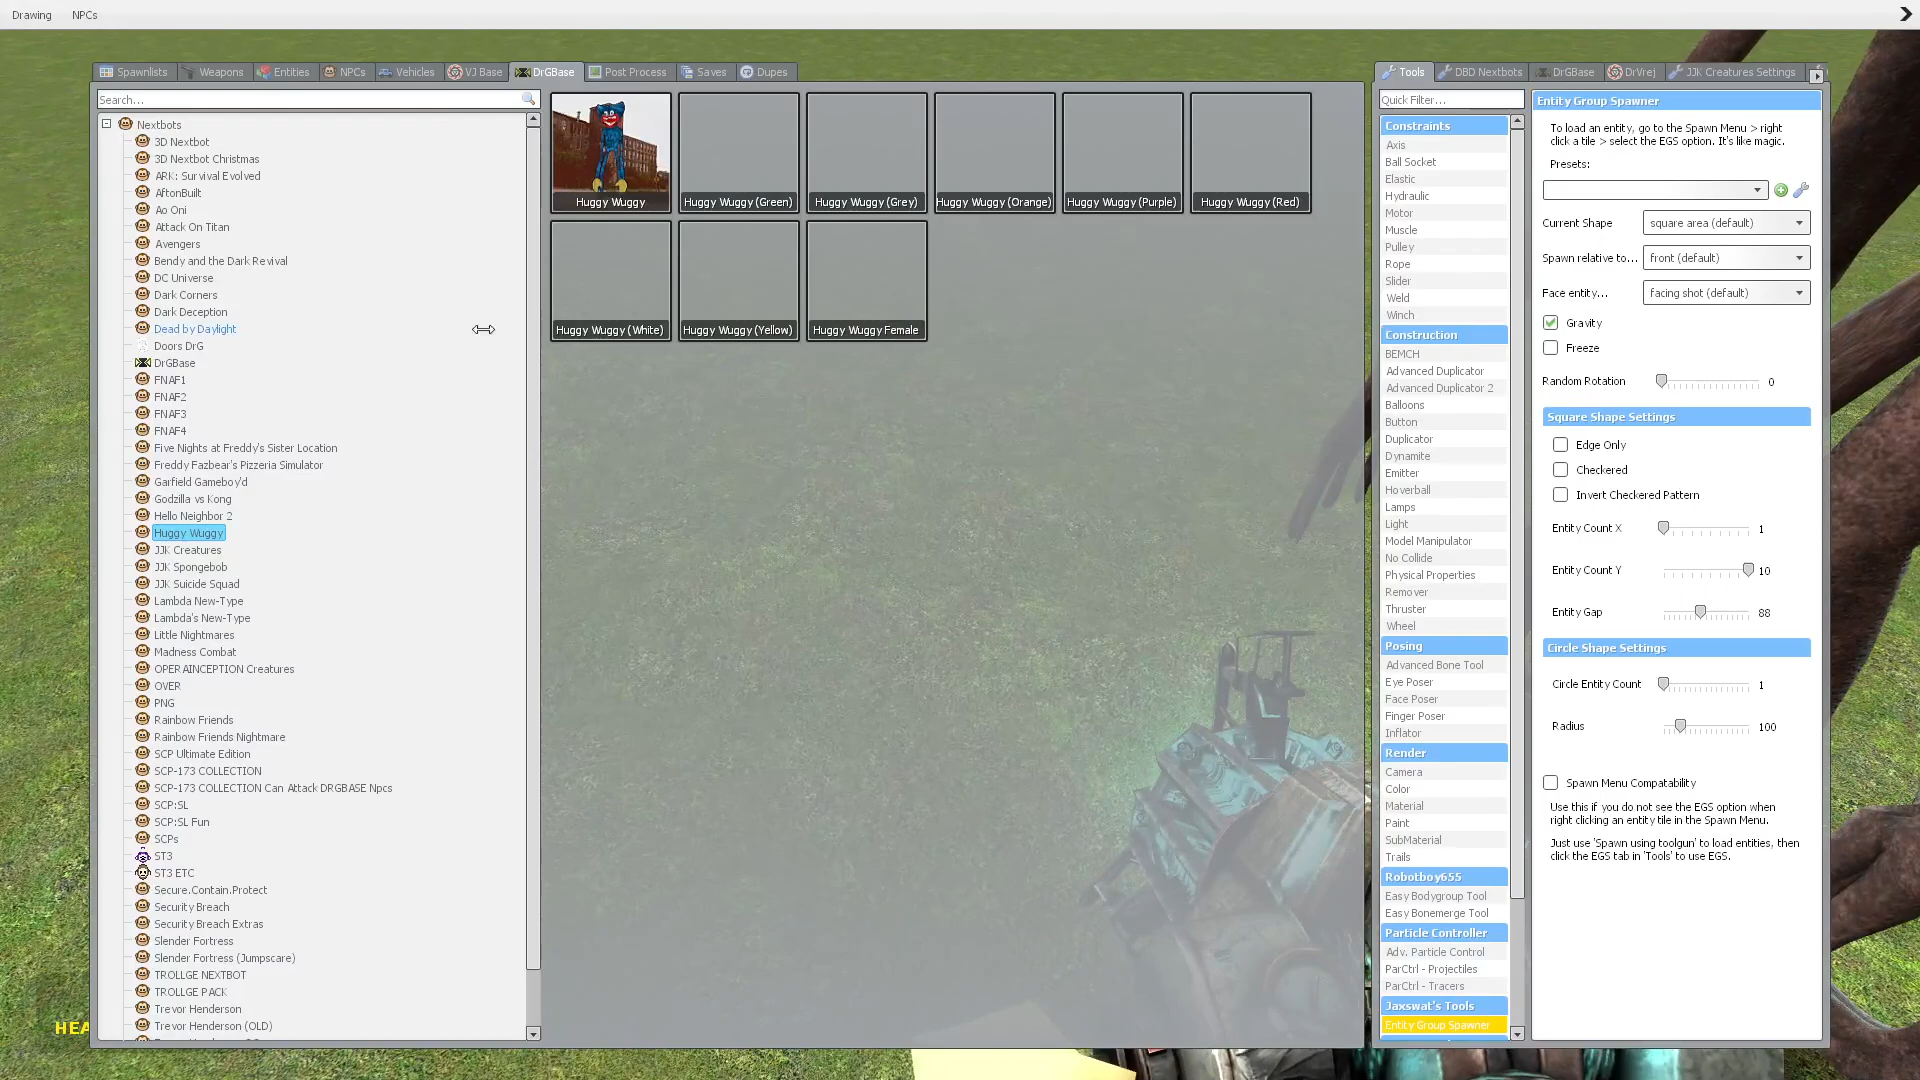 Drawing NPCs
Spawnlists Weapons Entities NPCs Vehicles VJ Base DrGBase Post Process Saves Dupes
Search...
Nextbots
3D Nextbot
3D Nextbot Christmas
ARK: Survival Evolved
AftonBuilt
Ao Oni
Attack On Titan
Avengers
Bendy and the Dark Revival
DC Universe
Dark Corners
Dark Deception
Dead by Daylight
Doors DrG
DrGBase
FNAF1
FNAF2
FNAF3
FNAF4
Five Nights at Freddy's Sister Location
Freddy Fazbear's Pizzeria Simulator
Garfield Gameboy'd
Godzilla vs Kong
Hello Neighbor 2
Huggy Wuggy
JJK Creatures
JJK Spongebob
JJK Suicide Squad
Lambda New-Type
Lambda's New-Type
Little Nightmares
Madness Combat
OPERAINCEPTION Creatures
OVER
PNG
Rainbow Friends
Rainbow Friends Nightmare
SCP Ultimate Edition
SCP-173 COLLECTION
SCP-173 COLLECTION Can Attack DRGBASE Npcs
SCP:SL
SCP:SL Fun
SCPs
ST3
ST3 ETC
Secure.Contain.Protect
Security Breach
Security Breach Extras
Slender Fortress
Slender Fortress (Jumpscare)
TROLLGE NEXTBOT
TROLLGE PACK
Trevor Henderson
Trevor Henderson (OLD)
HEA
Huggy Wuggy
Huggy Wuggy (Green)
Huggy Wuggy (Grey)
Huggy Wuggy (Orange)
Huggy Wuggy (Purple)
Huggy Wuggy (Red)
Huggy Wuggy (White)
Huggy Wuggy (Yellow)
Huggy Wuggy Female
Tools DBD Nextbots DrGBase DrVrej JJK Creatures Settings
Quick Filter...
Constraints
Axis
Ball Socket
Elastic
Hydraulic
Motor
Muscle
Pulley
Rope
Slider
Weld
Winch
Construction
BEMCH
Advanced Duplicator
Advanced Duplicator 2
Balloons
Button
Duplicator
Dynamite
Emitter
Hoverball
Lamps
Light
Model Manipulator
No Collide
Physical Properties
Remover
Thruster
Wheel
Posing
Advanced Bone Tool
Eye Poser
Face Poser
Finger Poser
Inflator
Render
Camera
Color
Material
Paint
SubMaterial
Trails
Robotboy655
Easy Bodygroup Tool
Easy Bonemerge Tool
Particle Controller
Adv. Particle Control
ParCtrl - Projectiles
ParCtrl - Tracers
Jaxswat's Tools
Entity Group Spawner
Entity Group Spawner
To load an entity, go to the Spawn Menu > right
click a tile > select the EGS option. It's like magic.
Presets:
Current Shape square area (default)
Spawn relative to... front (default)
Face entity... facing shot (default)
Gravity
Freeze
Random Rotation 0
Square Shape Settings
Edge Only
Checkered
Invert Checkered Pattern
Entity Count X 1
Entity Count Y 10
Entity Gap 88
Circle Shape Settings
Circle Entity Count 1
Radius 100
Spawn Menu Compatability
Use this if you do not see the EGS option when
right clicking an entity tile in the Spawn Menu.
Just use 'Spawn using toolgun' to load entities, then
click the EGS tab in 'Tools' to use EGS.